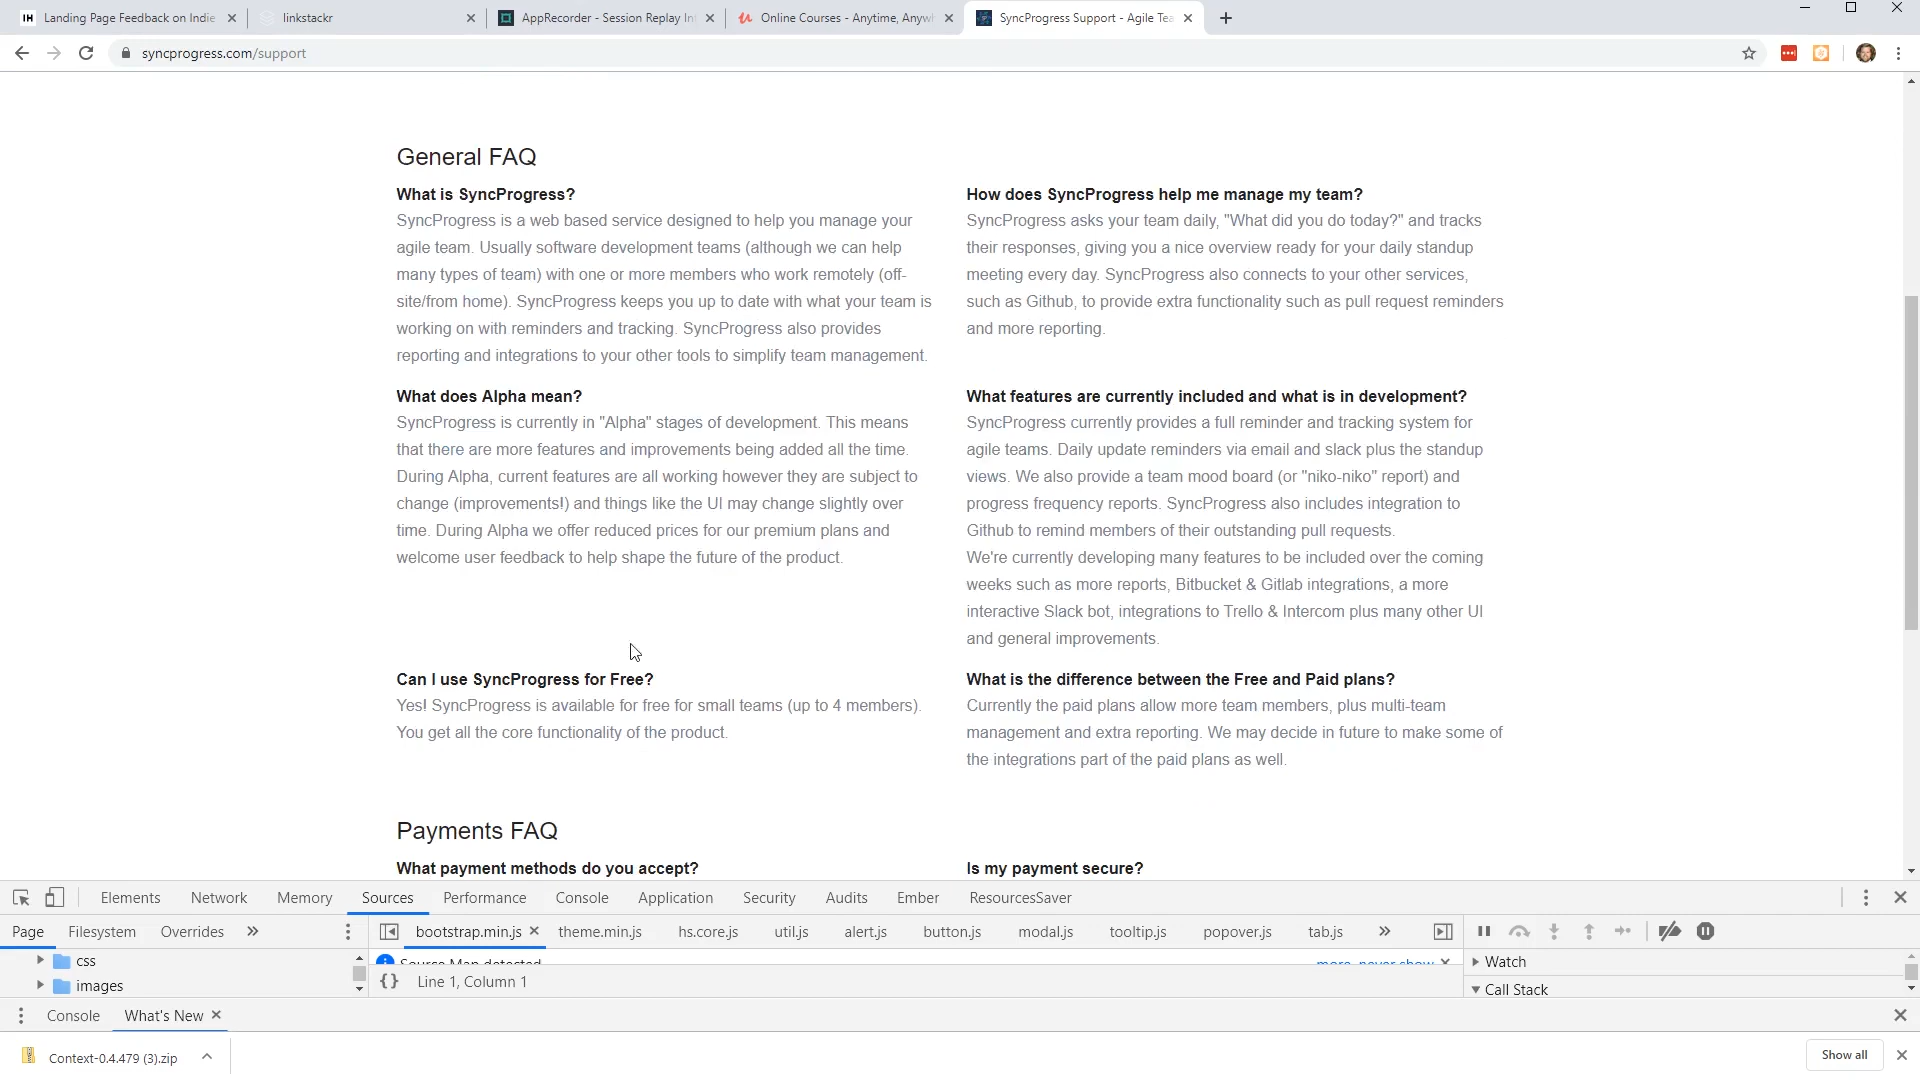 Landing Page Feedback on Indie
linkstackr
AppRecorder - Session Replay In
Online Courses - Anytime, Anyw
SyncProgress Support - Agile Tea
syncprogress.com/support
General FAQ
What is SyncProgress?
SyncProgress is a web based service designed to help you manage your
agile team. Usually software development teams (although we can help
many types of team) with one or more members who work remotely (off-
site/from home). SyncProgress keeps you up to date with what your team is
working on with reminders and tracking. SyncProgress also provides
reporting and integrations to your other tools to simplify team management.
How does SyncProgress help me manage my team?
SyncProgress asks your team daily, "What did you do today?" and tracks
their responses, giving you a nice overview ready for your daily standup
meeting every day. SyncProgress also connects to your other services,
such as Github, to provide extra functionality such as pull request reminders
and more reporting.
What does Alpha mean?
SyncProgress is currently in "Alpha" stages of development. This means
that there are more features and improvements being added all the time.
During Alpha, current features are all working however they are subject to
change (improvements!) and things like the UI may change slightly over
time. During Alpha we offer reduced prices for our premium plans and
welcome user feedback to help shape the future of the product.
What features are currently included and what is in development?
SyncProgress currently provides a full reminder and tracking system for
agile teams. Daily update reminders via email and slack plus the standup
views. We also provide a team mood board (or "niko-niko" report) and
progress frequency reports. SyncProgress also includes integration to
Github to remind members of their outstanding pull requests.
We're currently developing many features to be included over the coming
weeks such as more reports, Bitbucket & Gitlab integrations, a more
interactive Slack bot, integrations to Trello & Intercom plus many other UI
and general improvements.
Can I use SyncProgress for Free?
Yes! SyncProgress is available for free for small teams (up to 4 members).
You get all the core functionality of the product.
What is the difference between the Free and Paid plans?
Currently the paid plans allow more team members, plus multi-team
management and extra reporting. We may decide in future to make some of
the integrations part of the paid plans as well.
Payments FAQ
What payment methods do you accept?
Is my payment secure?
Elements Network Memory Sources Performance Console Application Security Audits Ember ResourcesSaver
Page Filesystem Overrides
bootstrap.min.js theme.min.js hs.core.js util.js alert.js button.js modal.js tooltip.js popover.js tab.js
css
images
Source Map detected
more never show
{} Line 1, Column 1
Watch
Call Stack
Console What's New
Context-0.4.479 (3).zip
Show all